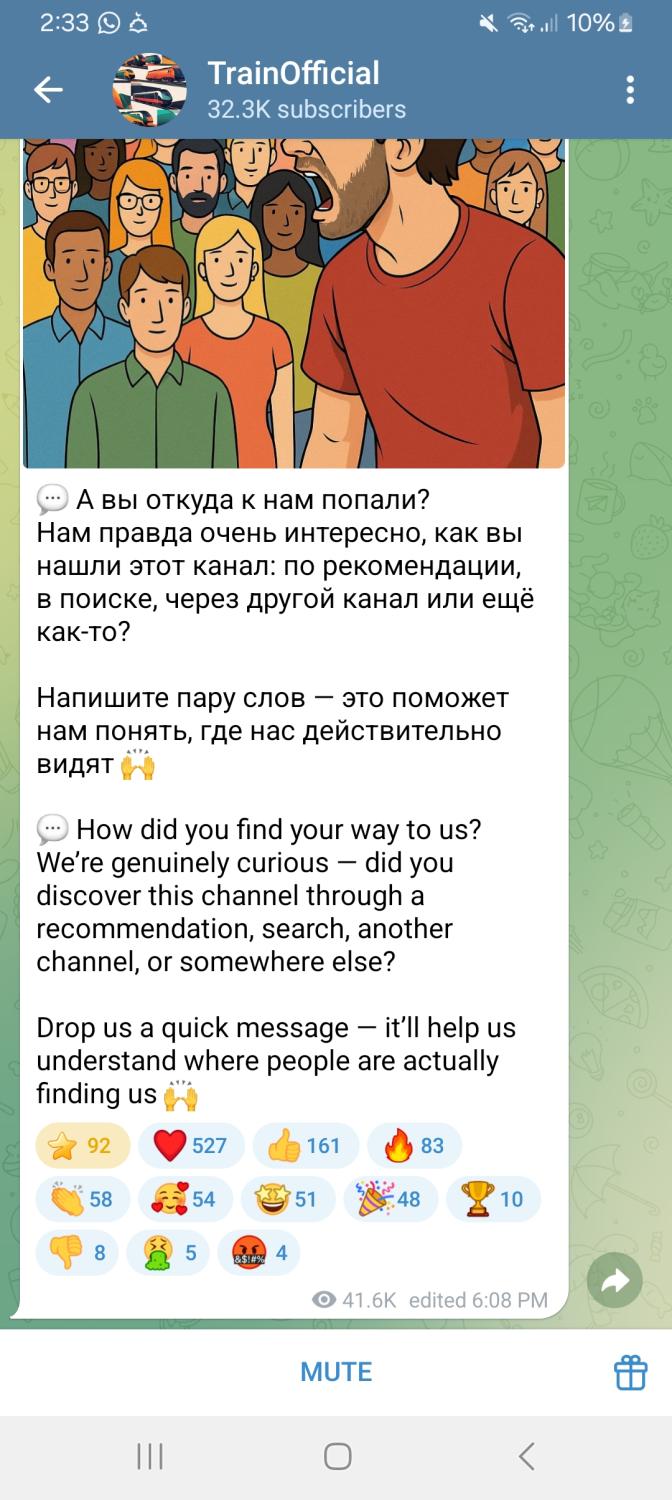 2:33
10%
TrainOfficial
32.3K subscribers
💬 А вы откуда к нам попали?
Нам правда очень интересно, как вы
нашли этот канал: по рекомендации,
в поиске, через другой канал или ещё
как-то?
Напишите пару слов — это поможет
нам понять, где нас действительно
видят 🙌
💬 How did you find your way to us?
We’re genuinely curious — did you
discover this channel through a
recommendation, search, another
channel, or somewhere else?
Drop us a quick message — it’ll help us
understand where people are actually
finding us 🙌
⭐ 92 ❤️ 527 👍 161 🔥 83
👏 58 🥰 54 🤩 51 🎉 48 🏆 10
👎 8 🤮 5 🤬 4
41.6K edited 6:08 PM
MUTE